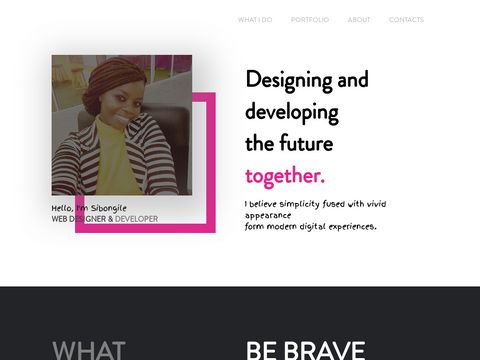 WHAT I DO PORTFOLIO ABOUT CONTACTS
Designing and
developing
the future
together.
I believe simplicity fused with vivid
appearance
form modern digital experiences.
Hello, I'm Sibongile
WEB DESIGNER & DEVELOPER
WHAT
BE BRAVE